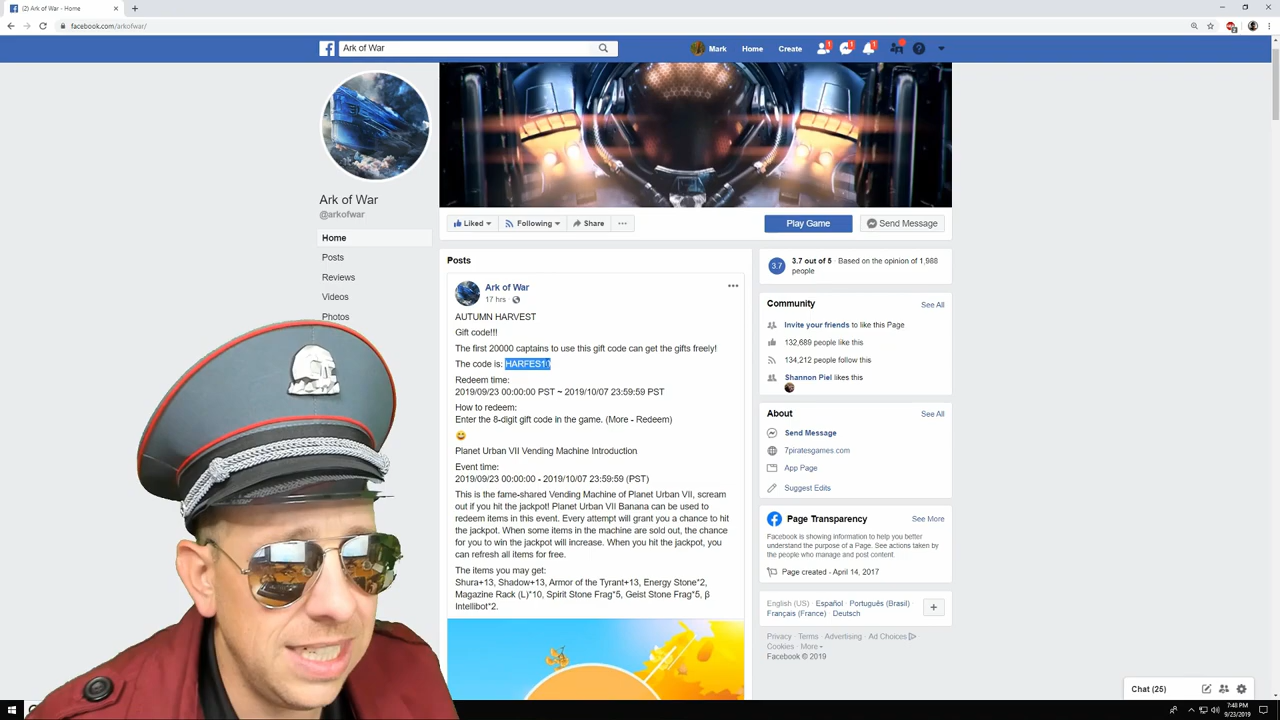 (2) Ark of War - Home
facebook.com/arkofwar/
Ark of War
Mark
Home
Create
1
1
1
Ark of War
@arkofwar
Home
Posts
Reviews
Videos
Photos
Liked
Following
Share
Play Game
Send Message
Posts
Ark of War
17 hrs
AUTUMN HARVEST
Gift code!!!
The first 20000 captains to use this gift code can get the gifts freely!
The code is: HARFES10
Redeem time:
2019/09/23 00:00:00 PST ~ 2019/10/07 23:59:59 PST
How to redeem:
Enter the 8-digit gift code in the game. (More - Redeem)
Planet Urban VII Vending Machine Introduction
Event time:
2019/09/23 00:00:00 - 2019/10/07 23:59:59 (PST)
This is the fame-shared Vending Machine of Planet Urban VII, scream
out if you hit the jackpot! Planet Urban VII Banana can be used to
redeem items in this event. Every attempt will grant you a chance to hit
the jackpot. When some items in the machine are sold out, the chance
for you to win the jackpot will increase. When you hit the jackpot, you
can refresh all items for free.
The items you may get:
Shura+13, Shadow+13, Armor of the Tyrant+13, Energy Stone*2,
Magazine Rack (L)*10, Spirit Stone Frag*5, Geist Stone Frag*5, β
Intellibot*2.
3.7
3.7 out of 5 · Based on the opinion of 1,988
people
Community
See All
Invite your friends to like this Page
132,689 people like this
134,212 people follow this
Shannon Piel likes this
About
See All
Send Message
7piratesgames.com
App Page
Suggest Edits
Page Transparency
See More
Facebook is showing information to help you better
understand the purpose of a Page. See actions taken by
the people who manage and post content.
Page created - April 14, 2017
English (US) · Español · Português (Brasil) ·
Français (France) · Deutsch
Privacy · Terms · Advertising · Ad Choices
Cookies · More
Facebook © 2019
Chat (25)
7:48 PM
9/23/2019